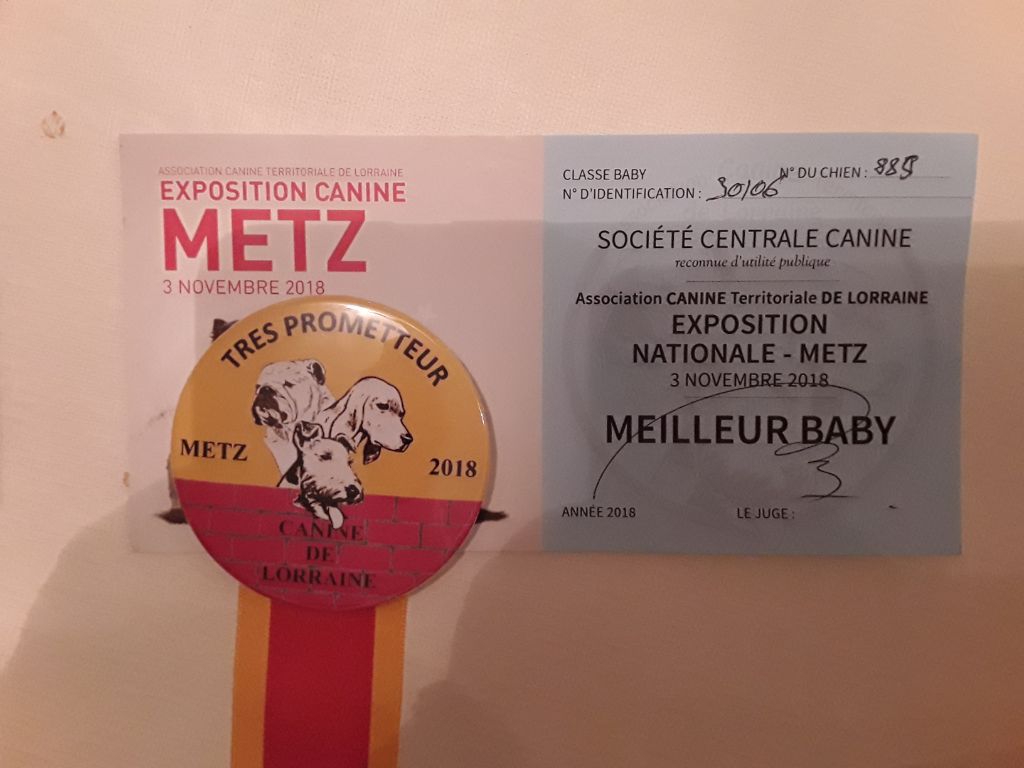 ASSOCIATION CANINE TERRITORIALE DE LORRAINE
EXPOSITION CANINE
METZ
3 NOVEMBRE 2018
TRES PROMETTEUR
METZ
2018
CANINE
DE
LORRAINE
CLASSE BABY N° DU CHIEN : 889
N° D'IDENTIFICATION : 30/06
SOCIÉTÉ CENTRALE CANINE
reconnue d'utilité publique
Association CANINE Territoriale DE LORRAINE
EXPOSITION
NATIONALE - METZ
3 NOVEMBRE 2018
MEILLEUR BABY
ANNÉE 2018 LE JUGE :